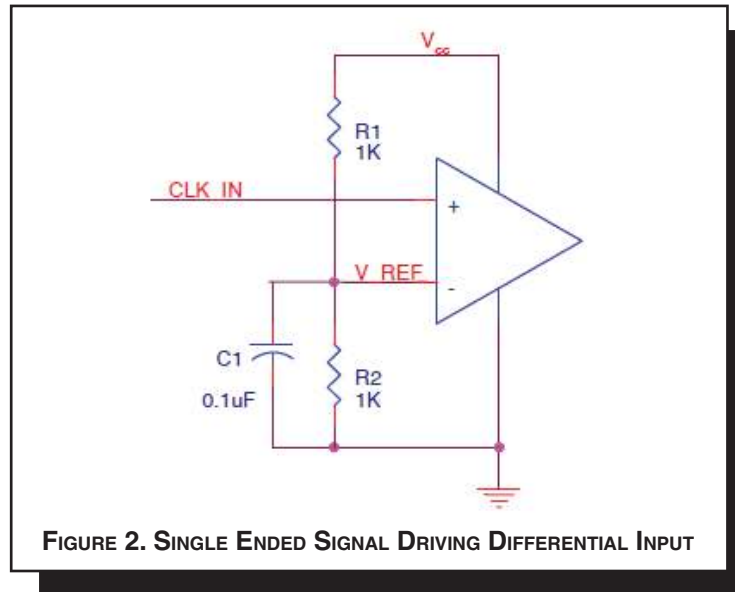 Vcc
R1
1K
CLK_IN
+
V_REF
-
C1
0.1uF
R2
1K
FIGURE 2. SINGLE ENDED SIGNAL DRIVING DIFFERENTIAL INPUT